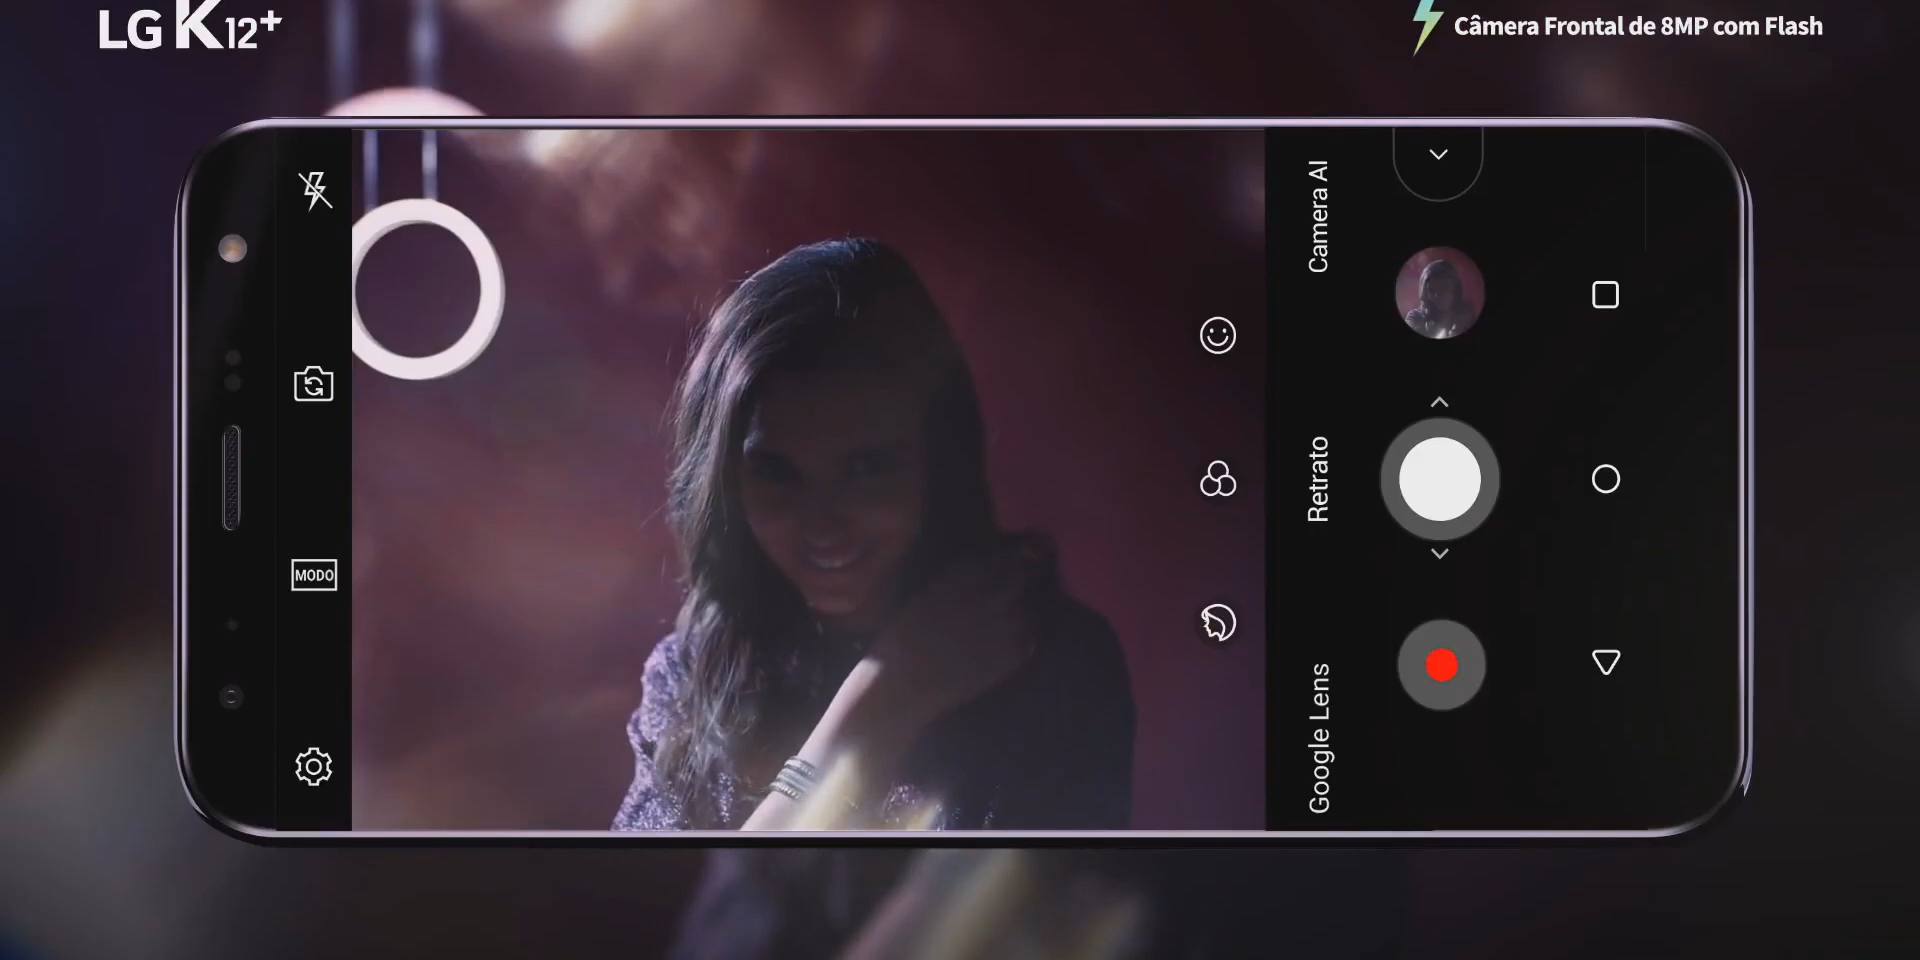 LG K12+
Câmera Frontal de 8MP com Flash
MODO
Camera AI
Retrato
Google Lens